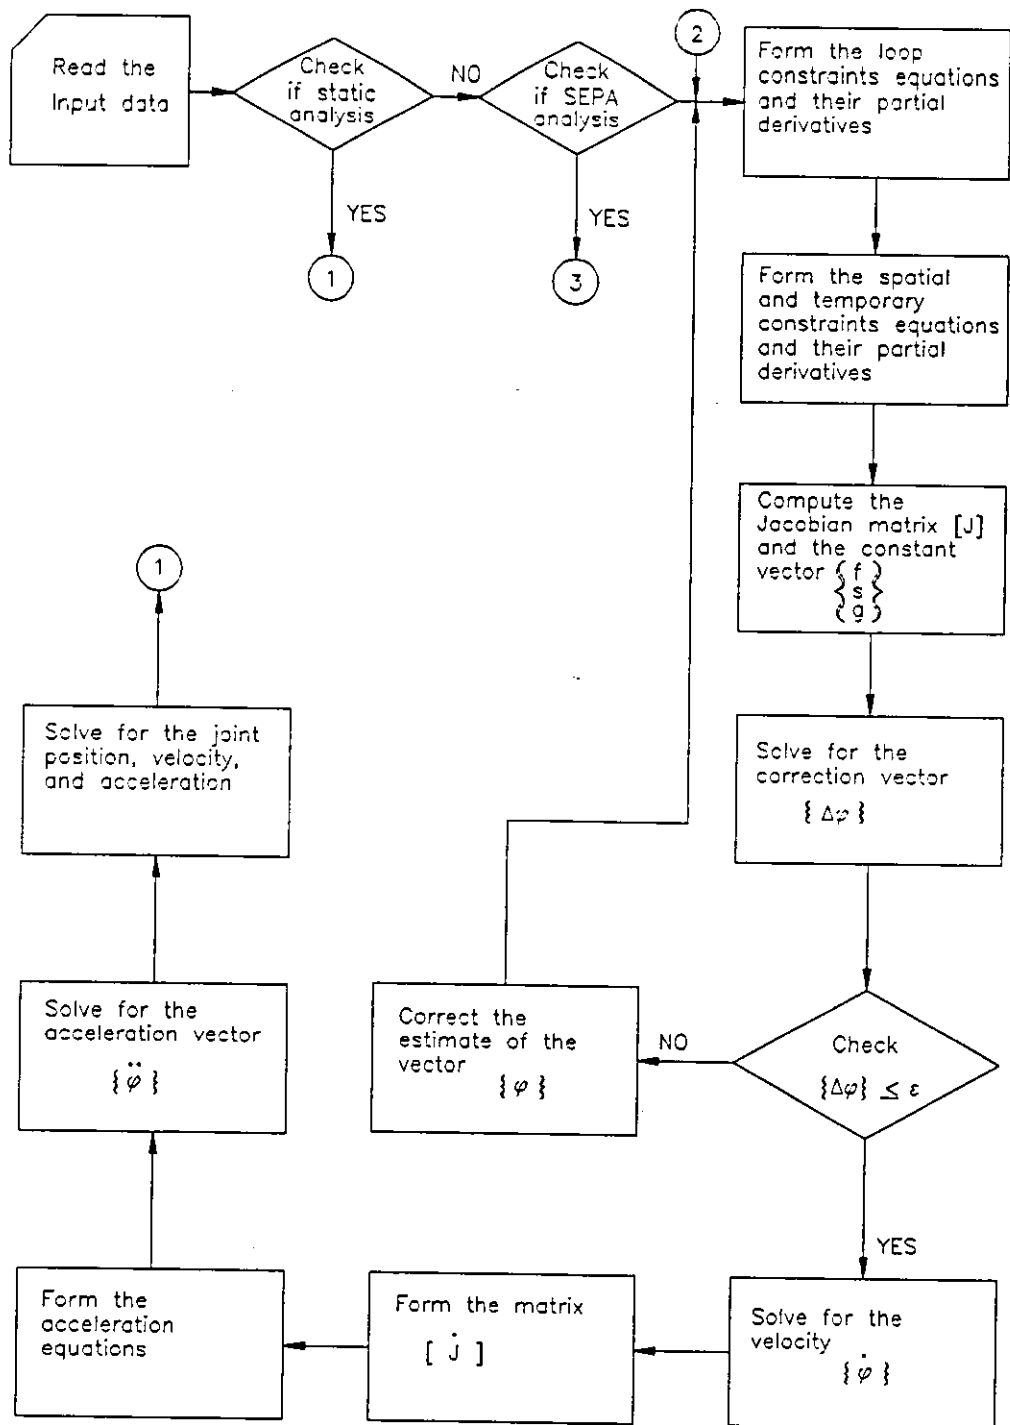 Read the
Input data
Check
if static
analysis
NO
YES
1
Check
if SEPA
analysis
YES
3
2
Form the loop
constraints equations
and their partial
derivatives
Form the spatial
and temporary
constraints equations
and their partial
derivatives
Compute the
Jacobian matrix [J]
and the constant
vector { f }
{ s }
{ g }
Solve for the
correction vector
{ Δφ }
Check
{Δφ} ≤ ε
NO
Correct the
estimate of the
vector
{ φ }
YES
Solve for the
velocity
{ φ̇ }
Form the matrix
[ J̇ ]
Form the
acceleration
equations
Solve for the
acceleration vector
{ φ̈ }
Solve for the joint
position, velocity,
and acceleration
1